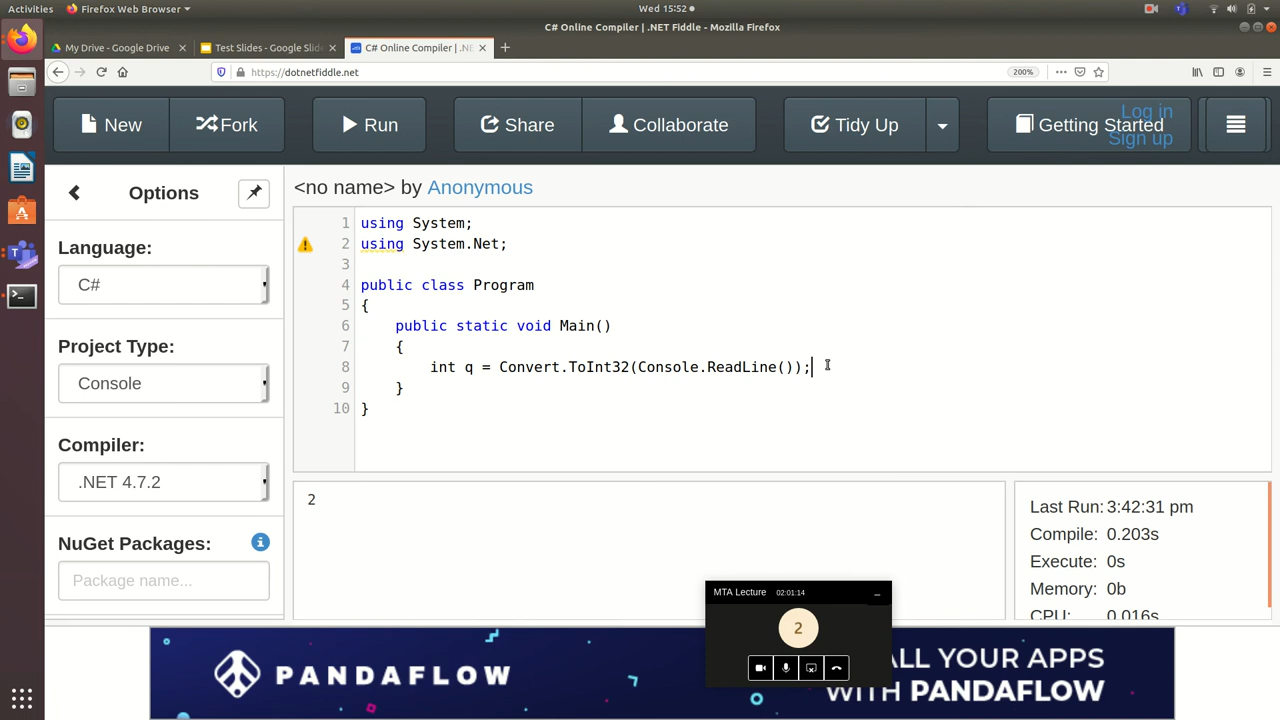 Activities
Firefox Web Browser
Wed 15:52
C# Online Compiler | .NET Fiddle - Mozilla Firefox
My Drive - Google Drive
Test Slides - Google Slide
C# Online Compiler | .NE
https://dotnetfiddle.net
200%
New
Fork
Run
Share
Collaborate
Tidy Up
Getting Started
Log in
Sign up
Options
<no name> by Anonymous
Language:
C#
Project Type:
Console
Compiler:
.NET 4.7.2
NuGet Packages:
Package name...
1 using System;
2 using System.Net;
3
4 public class Program
5 {
6 public static void Main()
7 {
8 int q = Convert.ToInt32(Console.ReadLine());
9 }
10 }
2
Last Run: 3:42:31 pm
Compile: 0.203s
Execute: 0s
Memory: 0b
CPU: 0.016s
MTA Lecture 02:01:14
2
PANDAFLOW
ALL YOUR APPS
WITH PANDAFLOW